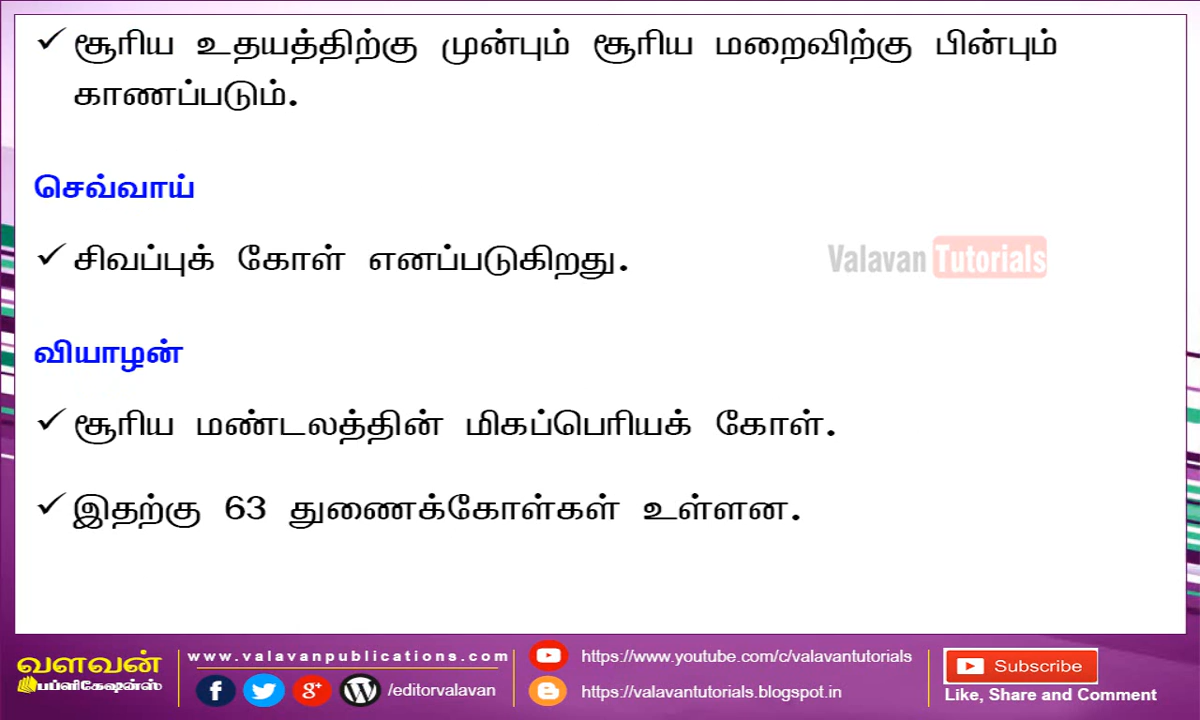 ✓ சூரிய உதயத்திற்கு முன்பும் சூரிய மறைவிற்கு பின்பும்
காணப்படும்.
செவ்வாய்
✓ சிவப்புக் கோள் எனப்படுகிறது.
Valavan Tutorials
வியாழன்
✓ சூரிய மண்டலத்தின் மிகப்பெரியக் கோள்.
✓ இதற்கு 63 துணைக்கோள்கள் உள்ளன.
வளவன்
பப்ளிகேஷன்ஸ்
www.valavanpublications.com
/editorvalavan
https://www.youtube.com/c/valavantutorials
https://valavantutorials.blogspot.in
Subscribe
Like, Share and Comment